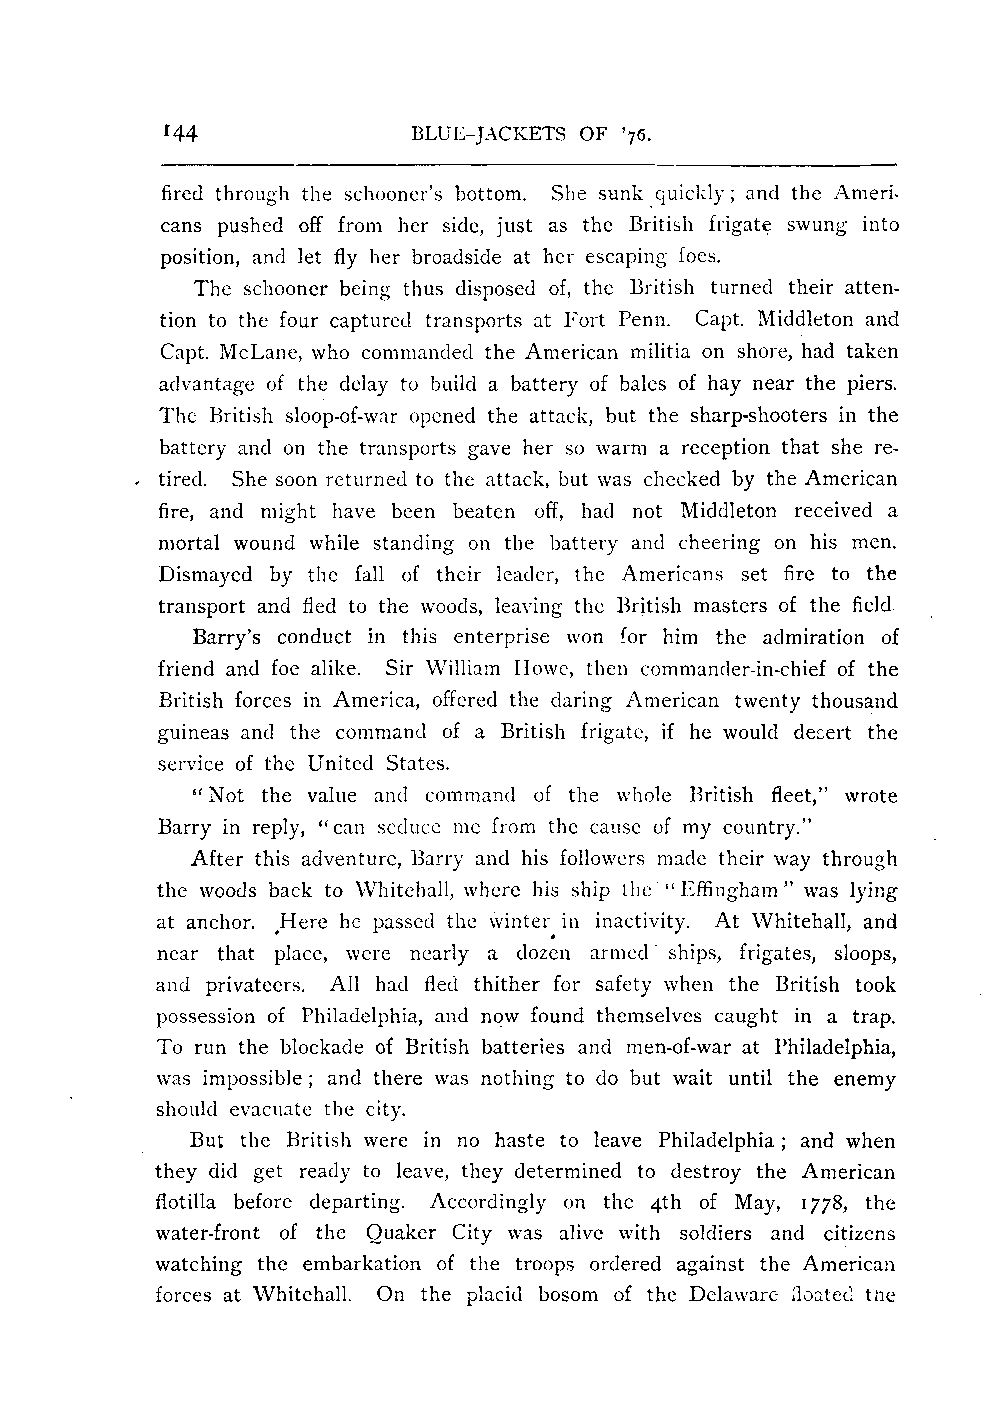 144 BLUE-JACKETS OF '76.
fired through the schooner's bottom. She sunk quickly; and the Ameri-
cans pushed off from her side, just as the British frigate swung into
position, and let fly her broadside at her escaping foes.
The schooner being thus disposed of, the British turned their atten-
tion to the four captured transports at Fort Penn. Capt. Middleton and
Capt. McLane, who commanded the American militia on shore, had taken
advantage of the delay to build a battery of bales of hay near the piers.
The British sloop-of-war opened the attack, but the sharp-shooters in the
battery and on the transports gave her so warm a reception that she re-
tired. She soon returned to the attack, but was checked by the American
fire, and might have been beaten off, had not Middleton received a
mortal wound while standing on the battery and cheering on his men.
Dismayed by the fall of their leader, the Americans set fire to the
transport and fled to the woods, leaving the British masters of the field.
Barry's conduct in this enterprise won for him the admiration of
friend and foe alike. Sir William Howe, then commander-in-chief of the
British forces in America, offered the daring American twenty thousand
guineas and the command of a British frigate, if he would desert the
service of the United States.
"Not the value and command of the whole British fleet," wrote
Barry in reply, "can seduce me from the cause of my country."
After this adventure, Barry and his followers made their way through
the woods back to Whitehall, where his ship the "Effingham" was lying
at anchor. Here he passed the winter in inactivity. At Whitehall, and
near that place, were nearly a dozen armed ships, frigates, sloops,
and privateers. All had fled thither for safety when the British took
possession of Philadelphia, and now found themselves caught in a trap.
To run the blockade of British batteries and men-of-war at Philadelphia,
was impossible; and there was nothing to do but wait until the enemy
should evacuate the city.
But the British were in no haste to leave Philadelphia; and when
they did get ready to leave, they determined to destroy the American
flotilla before departing. Accordingly on the 4th of May, 1778, the
water-front of the Quaker City was alive with soldiers and citizens
watching the embarkation of the troops ordered against the American
forces at Whitehall. On the placid bosom of the Delaware floated the